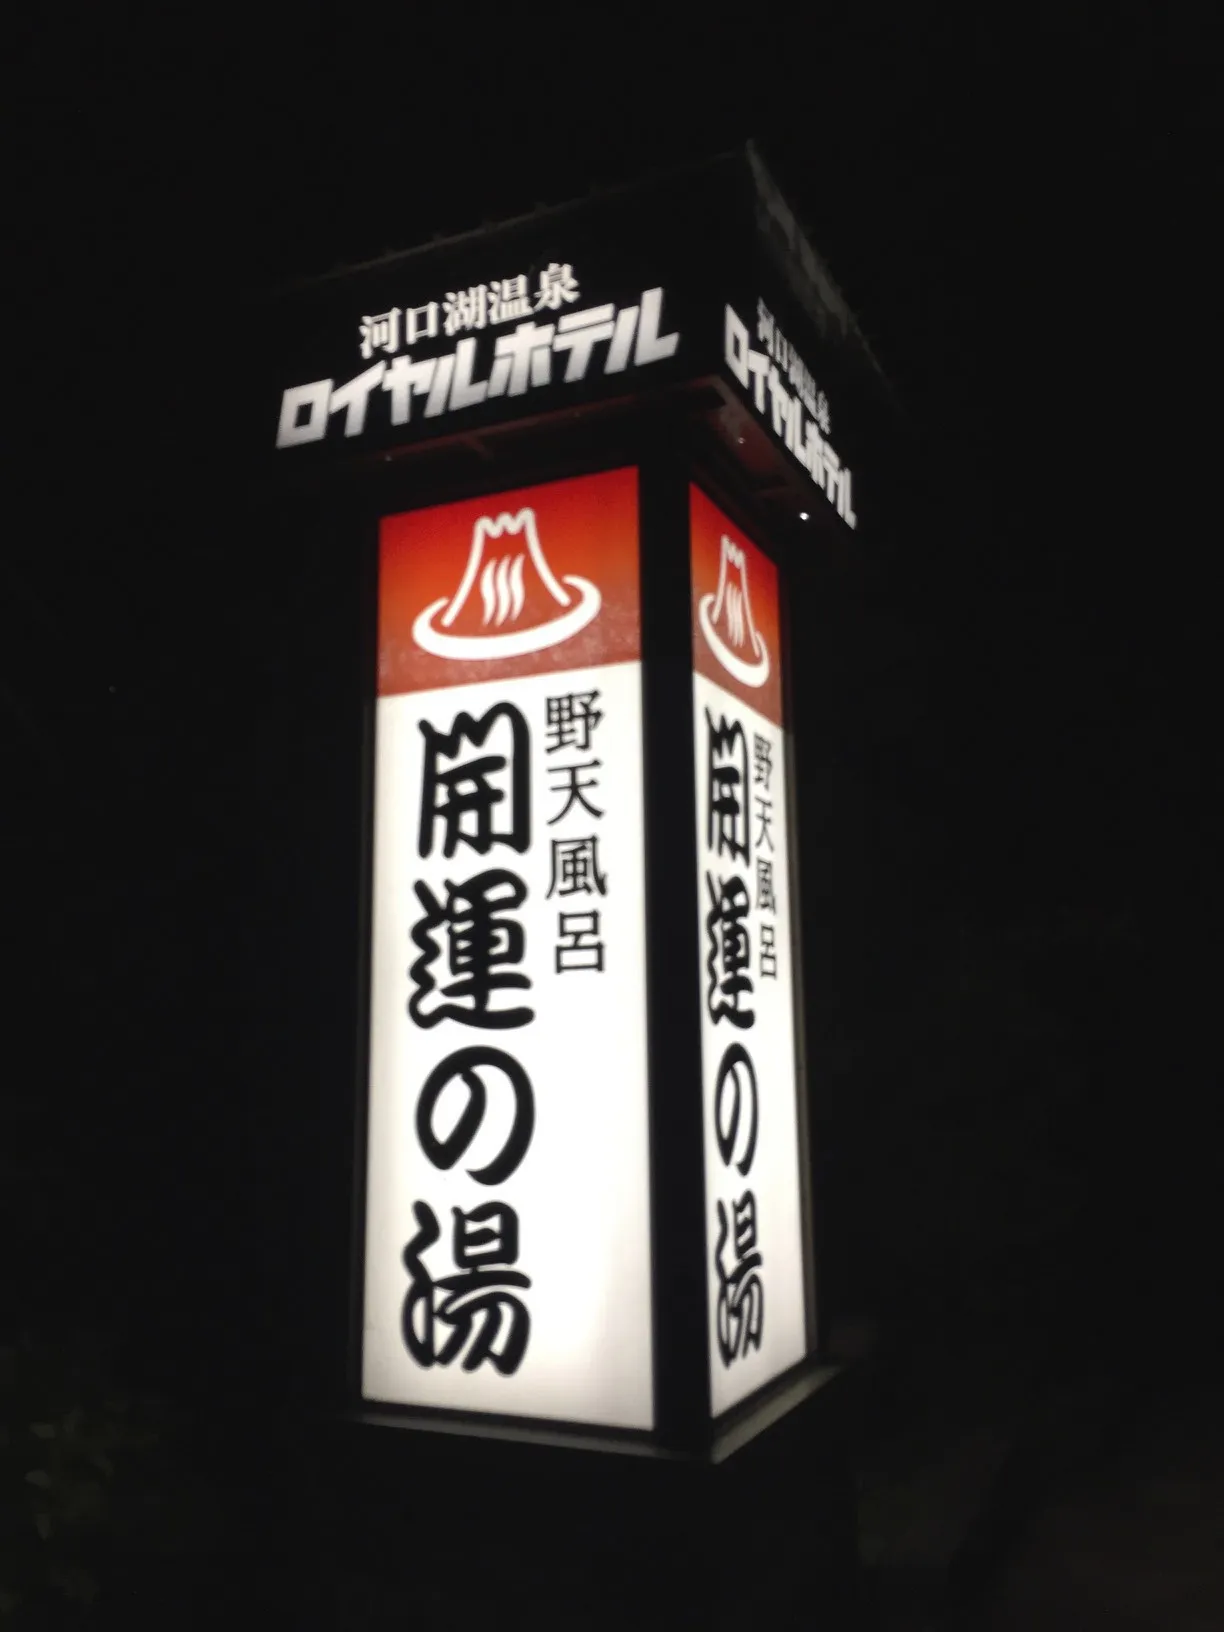 河口湖温泉
ロイヤルホテル
野天風呂
開運の湯
河口湖温泉
ロイヤルホテル
野天風呂
開運の湯